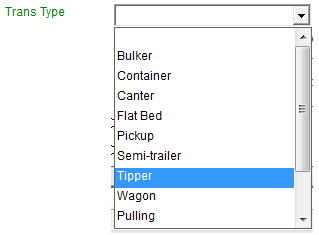 Trans Type
Bulker
Container
Canter
Flat Bed
Pickup
Semi-trailer
Tipper
Wagon
Pulling